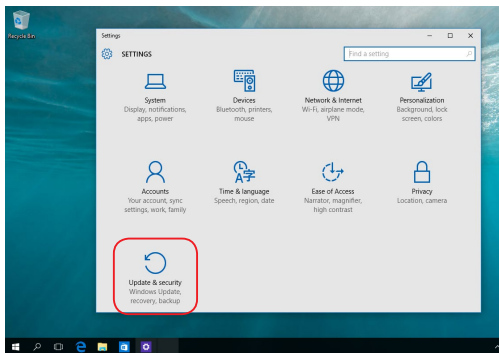 Recycle Bin
Settings
SETTINGS
Find a setting
System
Display, notifications,
apps, power
Devices
Bluetooth, printers,
mouse
Network & Internet
Wi-Fi, airplane mode,
VPN
Personalization
Background, lock
screen, colors
Accounts
Your account, sync
settings, work, family
Time & language
Speech, region, date
Ease of Access
Narrator, magnifier,
high contrast
Privacy
Location, camera
Update & security
Windows Update,
recovery, backup